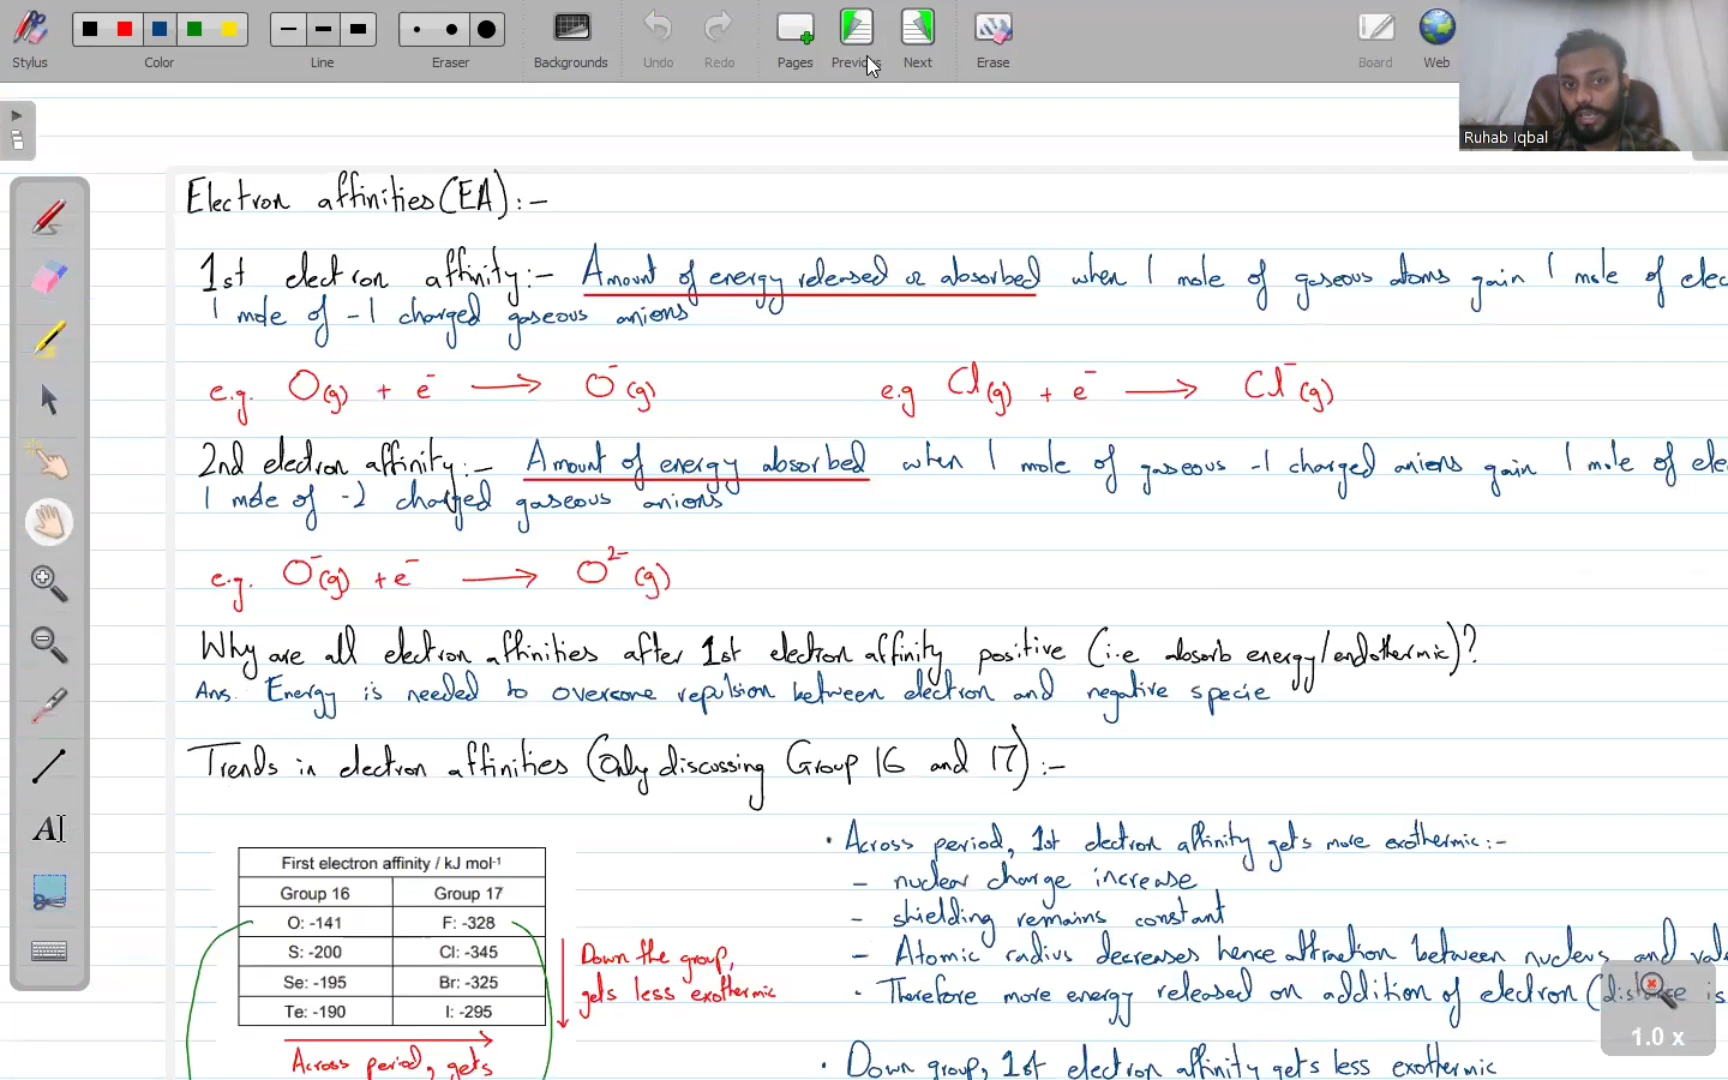 Stylus
Color
Line
Eraser
Backgrounds
Undo
Redo
Pages
Previous
Next
Erase
Board
Web
Ruhab Iqbal
Electron affinities (EA) :-
1st electron affinity:- Amount of energy released or absorbed when 1 mole of gaseous atoms gain 1 mole of elec
1 mole of -1 charged gaseous anions
e.g. O(g) + e⁻ → O⁻(g)
e.g Cl(g) + e⁻ → Cl⁻(g)
2nd electron affinity:- Amount of energy absorbed when 1 mole of gaseous -1 charged anions gain 1 mole of elec
1 mole of -2 charged gaseous anions
e.g. O⁻(g) + e⁻ → O²⁻(g)
Why are all electron affinities after 1st electron affinity positive (i.e absorb energy/endothermic)?
Ans. Energy is needed to overcome repulsion between electron and negative specie
Trends in electron affinities (Only discussing Group 16 and 17) :-
First electron affinity / kJ mol⁻¹
Group 16 Group 17
O: -141 F: -328
S: -200 Cl: -345
Se: -195 Br: -325
Te: -190 I: -295
Down the group,
gets less exothermic
Across period, gets
• Across period, 1st electron affinity gets more exothermic:-
- nuclear charge increase
- shielding remains constant
- Atomic radius decreases hence attraction between nucleus and val
• Therefore more energy released on addition of electron (distance is
• Down group, 1st electron affinity gets less exothermic
1.0 x